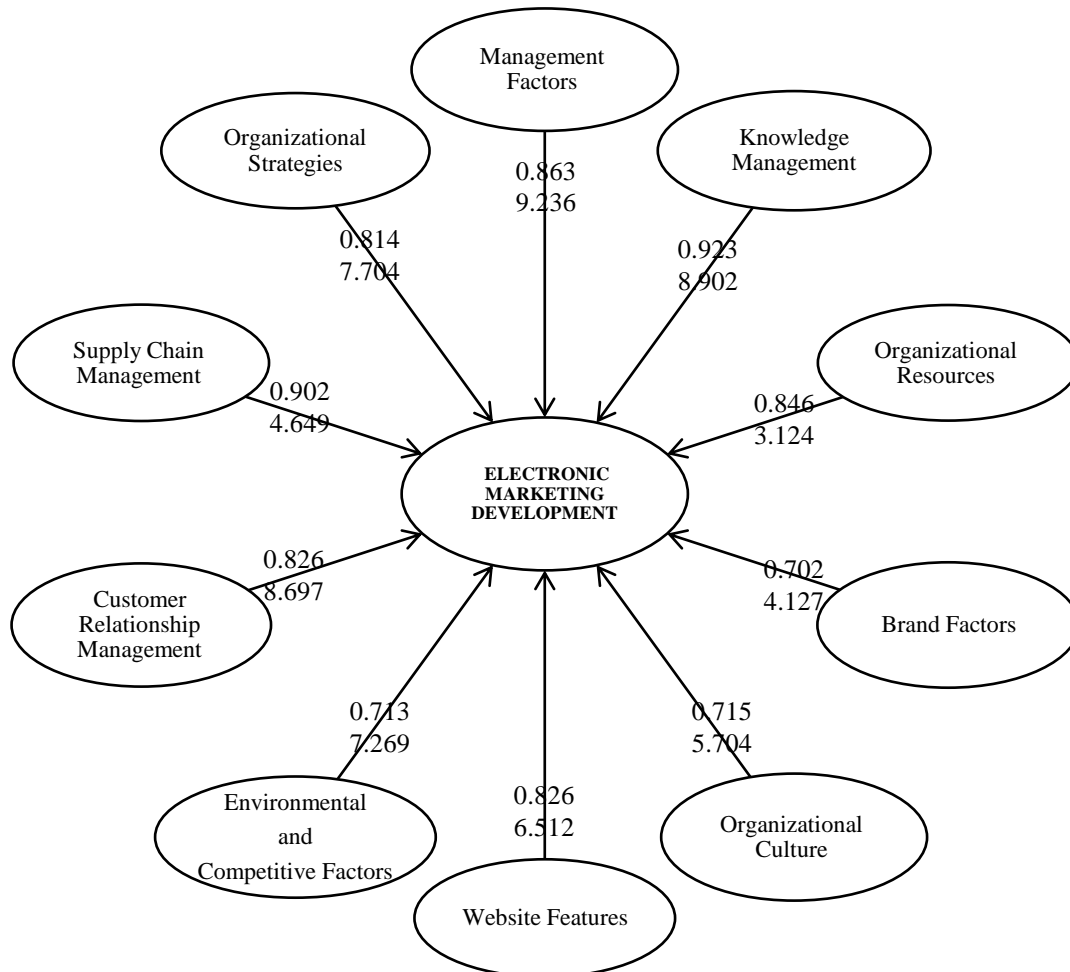 Management
Factors
Organizational
Strategies
Knowledge
Management
0.863
9.236
0.814
7.704
0.923
8.902
Supply Chain
Management
Organizational
Resources
0.902
4.649
0.846
3.124
ELECTRONIC
MARKETING
DEVELOPMENT
0.826
8.697
0.702
4.127
Customer
Relationship
Management
Brand Factors
0.713
7.269
0.715
5.704
0.826
6.512
Environmental
and
Competitive Factors
Organizational
Culture
Website Features